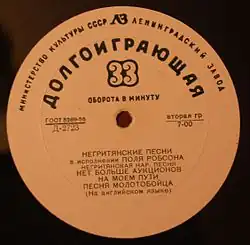 МИНИСТЕРСТВО КУЛЬТУРЫ СССР ЛЗ ЛЕНИНГРАДСКИЙ ЗАВОД
ДОЛГОИГРАЮЩАЯ
33
ОБОРОТА В МИНУТУ
ГОСТ 5289-56
Д-2723
вторая гр
7-00
НЕГРИТЯНСКИЕ ПЕСНИ
в исполнении ПОЛЯ РОБСОНА
НЕГРИТЯНСКАЯ НАР. ПЕСНЯ
НЕТ БОЛЬШЕ АУКЦИОНОВ
НА МОЕМ ПУТИ
ПЕСНЯ МОЛОТОБОЙЦА
(На английском языке)